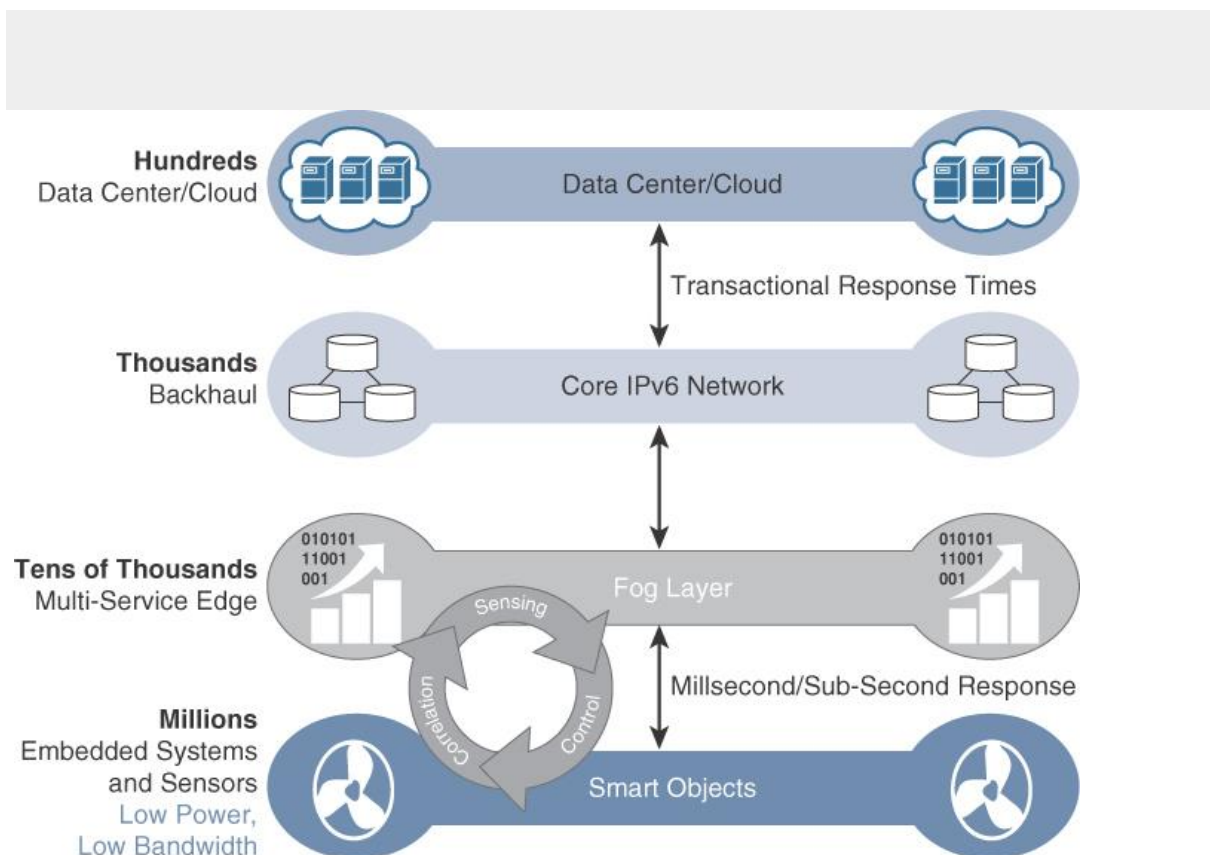 Hundreds
Data Center/Cloud
Data Center/Cloud
Transactional Response Times
Thousands
Backhaul
Core IPv6 Network
010101
11001
001
010101
11001
001
Tens of Thousands
Multi-Service Edge
Fog Layer
Sensing
Control
Correlation
Millsecond/Sub-Second Response
Millions
Embedded Systems
and Sensors
Low Power,
Low Bandwidth
Smart Objects